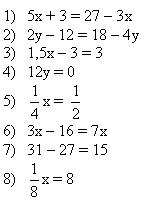 1) 5x + 3 = 27 – 3x
2) 2y – 12 = 18 – 4y
3) 1,5x – 3 = 3
4) 12y = 0
5) 1/4 x = 1/2
6) 3x – 16 = 7x
7) 31 – 27 = 15
8) 1/8 x = 8